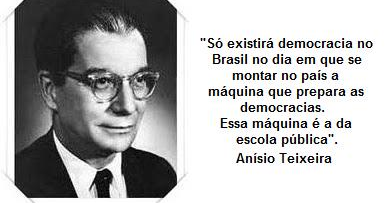 "Só existirá democracia no
Brasil no dia em que se
montar no país a
máquina que prepara as
democracias.
Essa máquina é a da
escola pública".
Anísio Teixeira